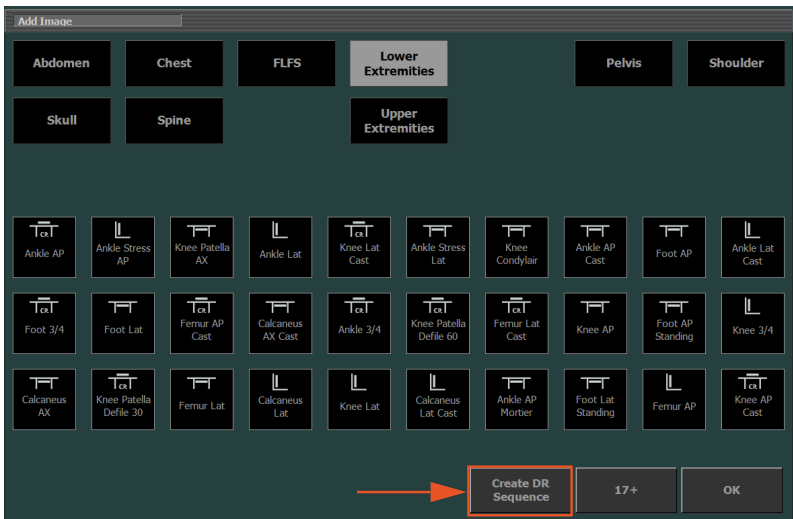 Add Image
Abdomen
Chest
FLFS
Lower
Extremities
Pelvis
Shoulder
Skull
Spine
Upper
Extremities
CR
Ankle AP
Ankle Stress
AP
Knee Patella
AX
Ankle Lat
CR
Knee Lat
Cast
Ankle Stress
Lat
Knee
Condylair
Ankle AP
Cast
Foot AP
Ankle Lat
Cast
CR
Foot 3/4
Foot Lat
CR
Femur AP
Cast
Calcaneus
AX Cast
CR
Ankle 3/4
CR
Knee Patella
Defile 60
CR
Femur Lat
Cast
Knee AP
Foot AP
Standing
Knee 3/4
Calcaneus
AX
CR
Knee Patella
Defile 30
Femur Lat
Calcaneus
Lat
Knee Lat
Calcaneus
Lat Cast
Ankle AP
Mortier
Foot Lat
Standing
Femur AP
CR
Knee AP
Cast
Create DR
Sequence
17+
OK